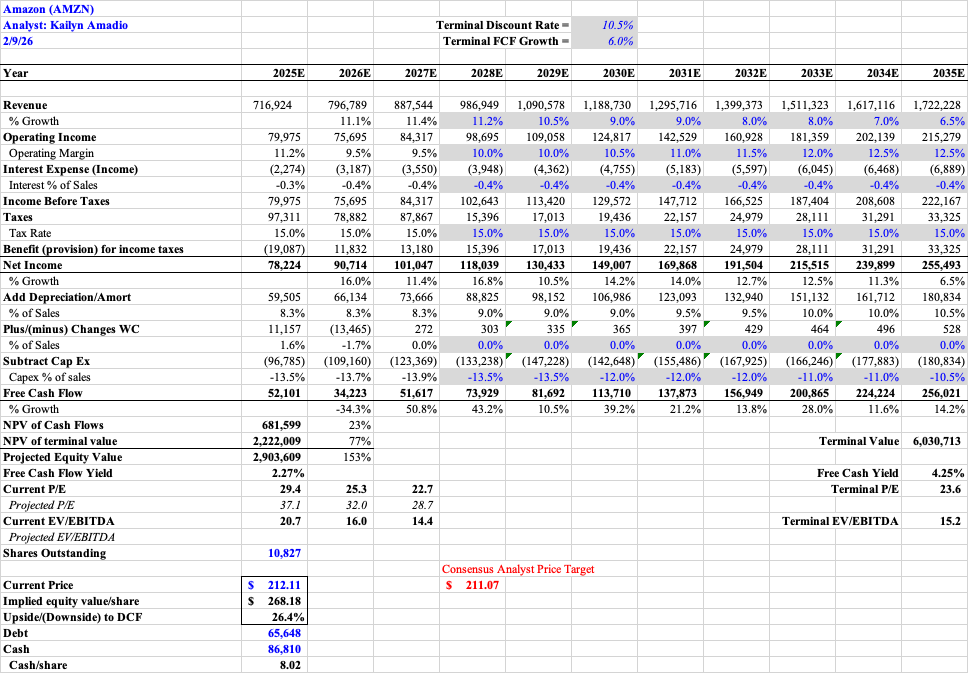 Amazon (AMZN)
Analyst: Kailyn Amadio Terminal Discount Rate = 10.5%
2/9/26 Terminal FCF Growth = 6.0%
Year 2025E 2026E 2027E 2028E 2029E 2030E 2031E 2032E 2033E 2034E 2035E
Revenue 716,924 796,789 887,544 986,949 1,090,578 1,188,730 1,295,716 1,399,373 1,511,323 1,617,116 1,722,228
% Growth 11.1% 11.4% 11.2% 10.5% 9.0% 9.0% 8.0% 8.0% 7.0% 6.5%
Operating Income 79,975 75,695 84,317 98,695 109,058 124,817 142,529 160,928 181,359 202,139 215,279
Operating Margin 11.2% 9.5% 9.5% 10.0% 10.0% 10.5% 11.0% 11.5% 12.0% 12.5% 12.5%
Interest Expense (Income) (2,274) (3,187) (3,550) (3,948) (4,362) (4,755) (5,183) (5,597) (6,045) (6,468) (6,889)
Interest % of Sales -0.3% -0.4% -0.4% -0.4% -0.4% -0.4% -0.4% -0.4% -0.4% -0.4% -0.4%
Income Before Taxes 79,975 75,695 84,317 102,643 113,420 129,572 147,712 166,525 187,404 208,608 222,167
Taxes 97,311 78,882 87,867 15,396 17,013 19,436 22,157 24,979 28,111 31,291 33,325
Tax Rate 15.0% 15.0% 15.0% 15.0% 15.0% 15.0% 15.0% 15.0% 15.0% 15.0% 15.0%
Benefit (provision) for income taxes (19,087) 11,832 13,180 15,396 17,013 19,436 22,157 24,979 28,111 31,291 33,325
Net Income 78,224 90,714 101,047 118,039 130,433 149,007 169,868 191,504 215,515 239,899 255,493
% Growth 16.0% 11.4% 16.8% 10.5% 14.2% 14.0% 12.7% 12.5% 11.3% 6.5%
Add Depreciation/Amort 59,505 66,134 73,666 88,825 98,152 106,986 123,093 132,940 151,132 161,712 180,834
% of Sales 8.3% 8.3% 8.3% 9.0% 9.0% 9.0% 9.5% 9.5% 10.0% 10.0% 10.5%
Plus/(minus) Changes WC 11,157 (13,465) 272 303 335 365 397 429 464 496 528
% of Sales 1.6% -1.7% 0.0% 0.0% 0.0% 0.0% 0.0% 0.0% 0.0% 0.0% 0.0%
Subtract Cap Ex (96,785) (109,160) (123,369) (133,238) (147,228) (142,648) (155,486) (167,925) (166,246) (177,883) (180,834)
Capex % of sales -13.5% -13.7% -13.9% -13.5% -13.5% -12.0% -12.0% -12.0% -11.0% -11.0% -10.5%
Free Cash Flow 52,101 34,223 51,617 73,929 81,692 113,710 137,873 156,949 200,865 224,224 256,021
% Growth -34.3% 50.8% 43.2% 10.5% 39.2% 21.2% 13.8% 28.0% 11.6% 14.2%
NPV of Cash Flows 681,599 23%
NPV of terminal value 2,222,009 77% Terminal Value 6,030,713
Projected Equity Value 2,903,609 153%
Free Cash Flow Yield 2.27% Free Cash Yield 4.25%
Current P/E 29.4 25.3 22.7 Terminal P/E 23.6
Projected P/E 37.1 32.0 28.7
Current EV/EBITDA 20.7 16.0 14.4 Terminal EV/EBITDA 15.2
Projected EV/EBITDA
Shares Outstanding 10,827
Consensus Analyst Price Target
Current Price $ 212.11 $ 211.07
Implied equity value/share $ 268.18
Upside/(Downside) to DCF 26.4%
Debt 65,648
Cash 86,810
Cash/share 8.02